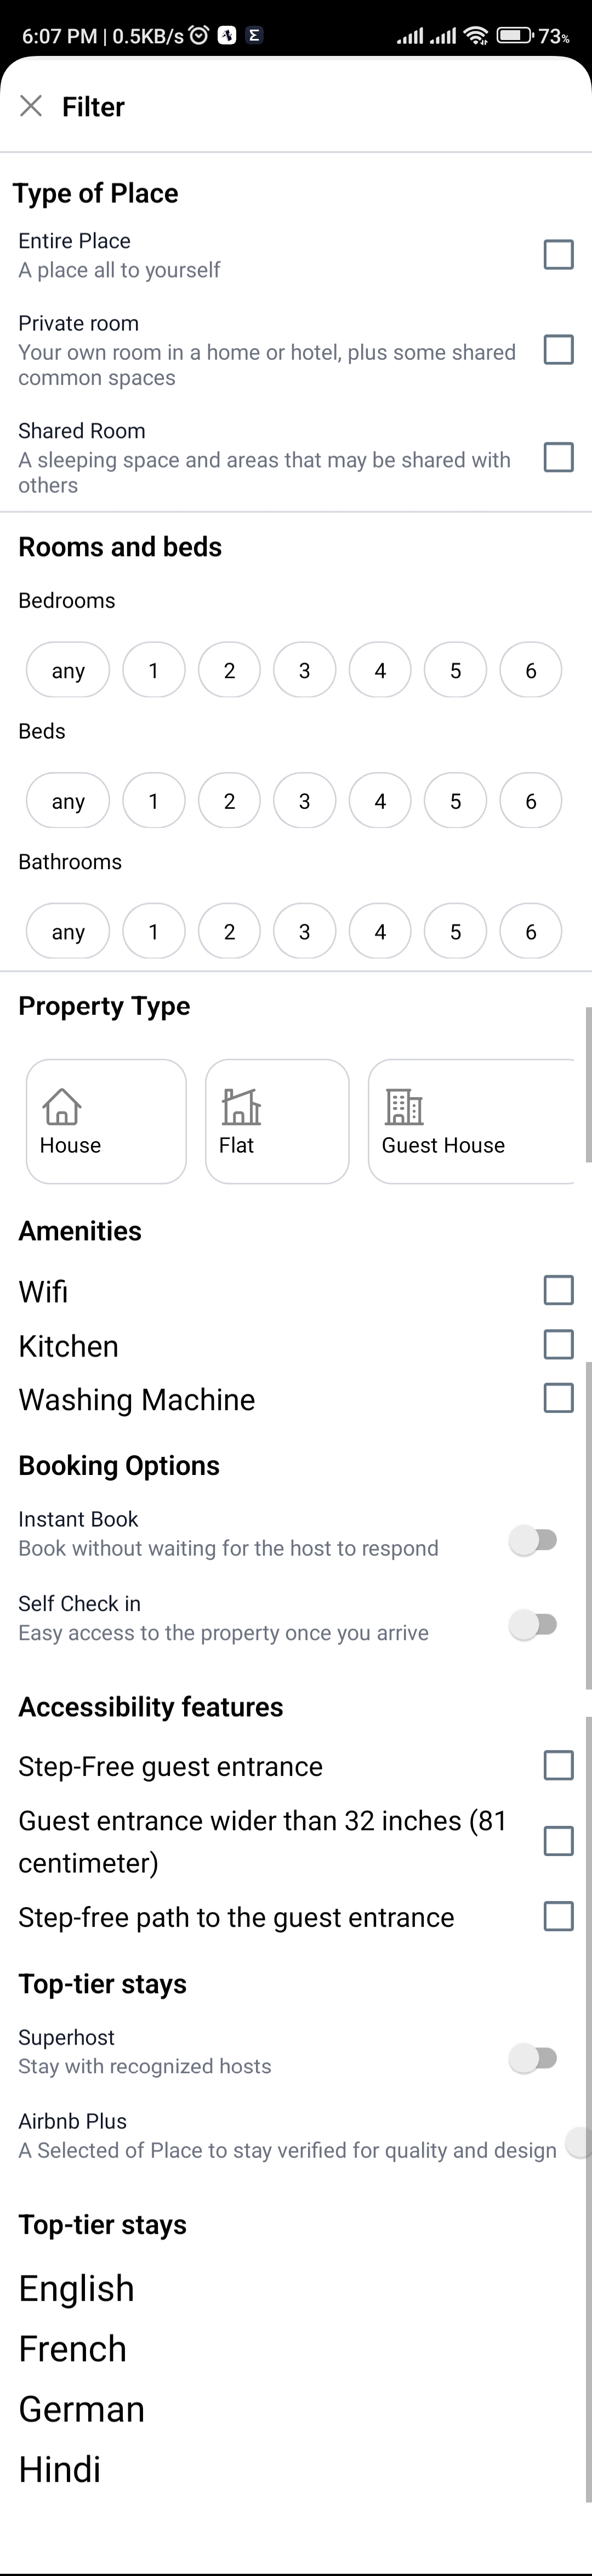 6:07 PM | 0.5KB/s 73%
Filter
Type of Place
Entire Place
A place all to yourself
Private room
Your own room in a home or hotel, plus some shared
common spaces
Shared Room
A sleeping space and areas that may be shared with
others
Rooms and beds
Bedrooms
any 1 2 3 4 5 6
Beds
any 1 2 3 4 5 6
Bathrooms
any 1 2 3 4 5 6
Property Type
House Flat Guest House
Amenities
Wifi
Kitchen
Washing Machine
Booking Options
Instant Book
Book without waiting for the host to respond
Self Check in
Easy access to the property once you arrive
Accessibility features
Step-Free guest entrance
Guest entrance wider than 32 inches (81
centimeter)
Step-free path to the guest entrance
Top-tier stays
Superhost
Stay with recognized hosts
Airbnb Plus
A Selected of Place to stay verified for quality and design
Top-tier stays
English
French
German
Hindi